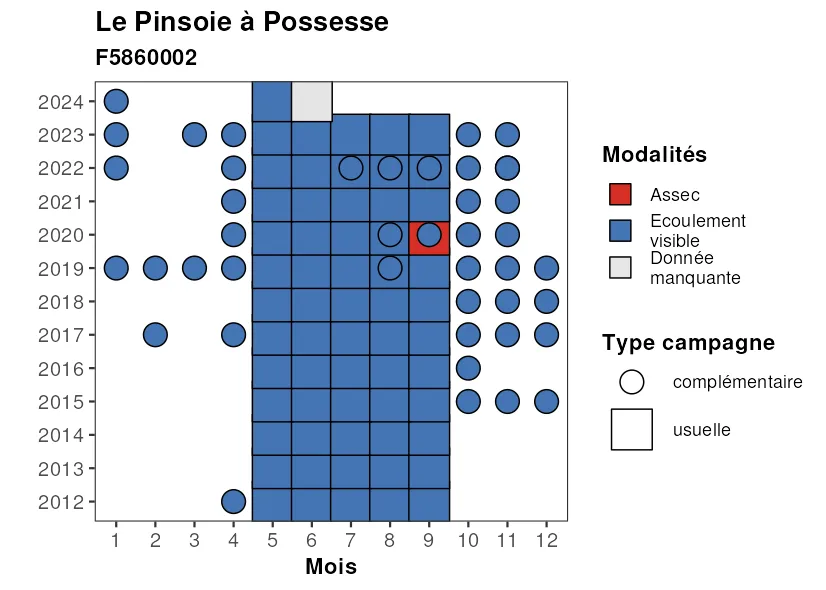 Le Pinsoie à Possesse
F5860002
2024
2023
2022
2021
2020
2019
2018
2017
2016
2015
2014
2013
2012
1 2 3 4 5 6 7 8 9 10 11 12
Mois
Modalités
Assec
Ecoulement
visible
Donnée
manquante
Type campagne
complémentaire
usuelle